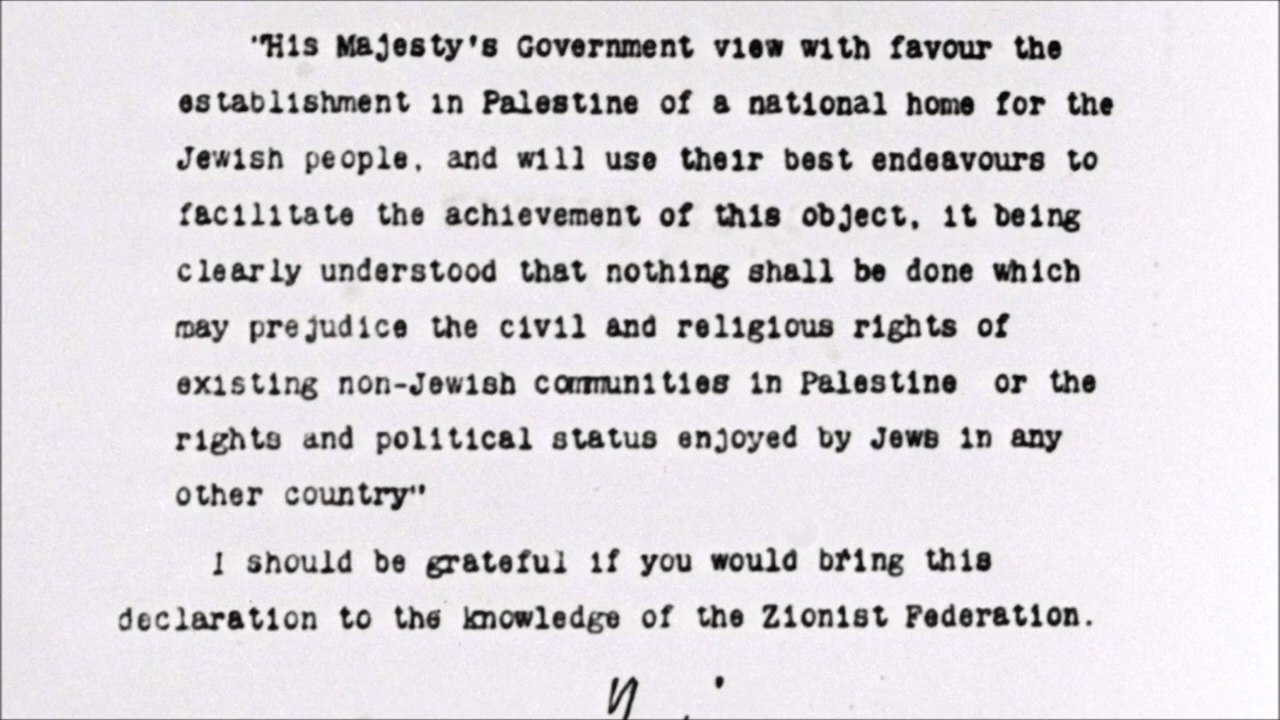 "His Majesty's Government view with favour the
establishment in Palestine of a national home for the
Jewish people, and will use their best endeavours to
facilitate the achievement of this object, it being
clearly understood that nothing shall be done which
may prejudice the civil and religious rights of
existing non-Jewish communities in Palestine or the
rights and political status enjoyed by Jews in any
other country"
I should be grateful if you would bring this
declaration to the knowledge of the Zionist Federation.